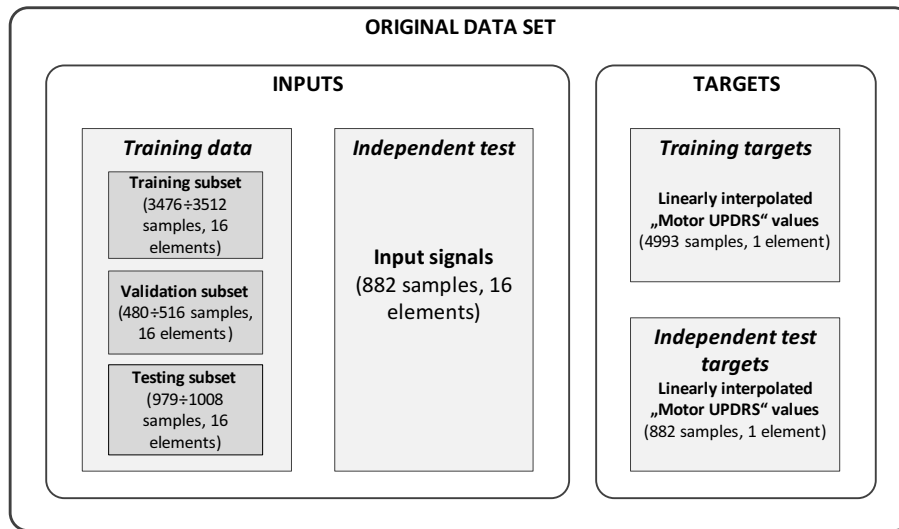 ORIGINAL DATA SET
INPUTS
Training data
Training subset
(3476÷3512
samples, 16
elements)
Validation subset
(480÷516 samples,
16 elements)
Testing subset
(979÷1008
samples, 16
elements)
Independent test
Input signals
(882 samples, 16
elements)
TARGETS
Training targets
Linearly interpolated
„Motor UPDRS“ values
(4993 samples, 1 element)
Independent test
targets
Linearly interpolated
„Motor UPDRS“ values
(882 samples, 1 element)